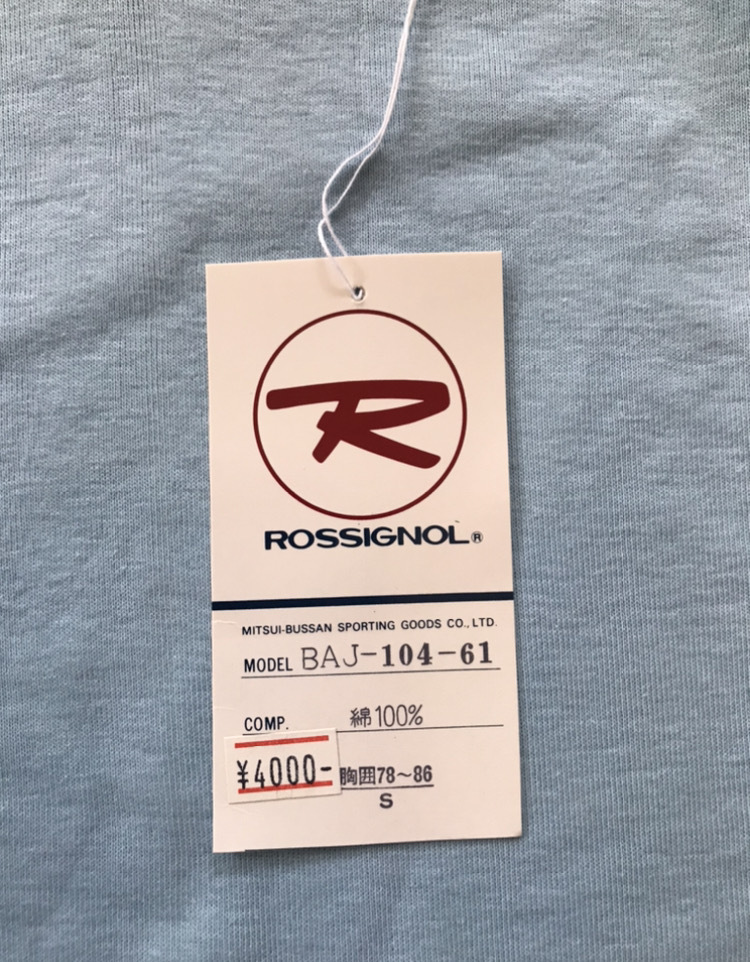 R
ROSSIGNOL®
MITSUI-BUSSAN SPORTING GOODS CO., LTD.
MODEL BAJ-104-61
COMP. 綿100%
¥4000-
胸囲78～86
S